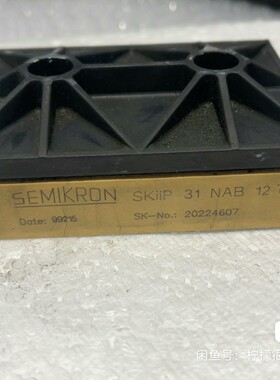 SEMIKRON SKiiP 31 NAB 12
Date: 99215 SK-No.: 20224607